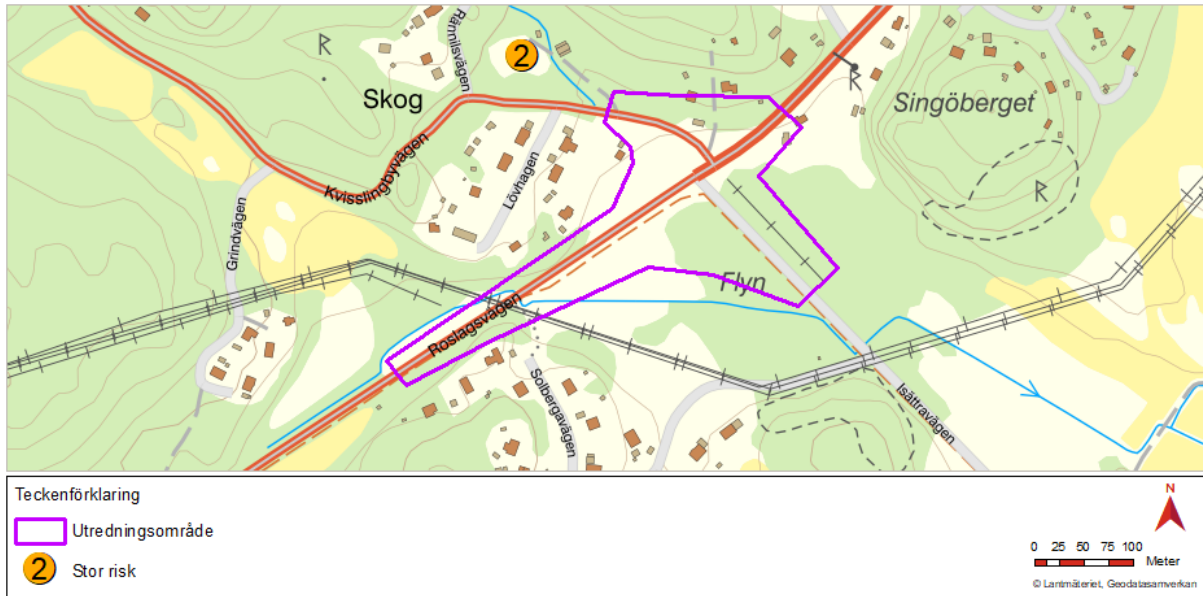 Rännilsvägen
2
Skog
Singöberget
Kvisslingbyvägen
Lövhagen
Grindvägen
Flyn
Roslagsvägen
Solbergavägen
Isättravägen
Teckenförklaring
Utredningsområde
2 Stor risk
N
0 25 50 75 100
Meter
© Lantmäteriet, Geodatasamverkan